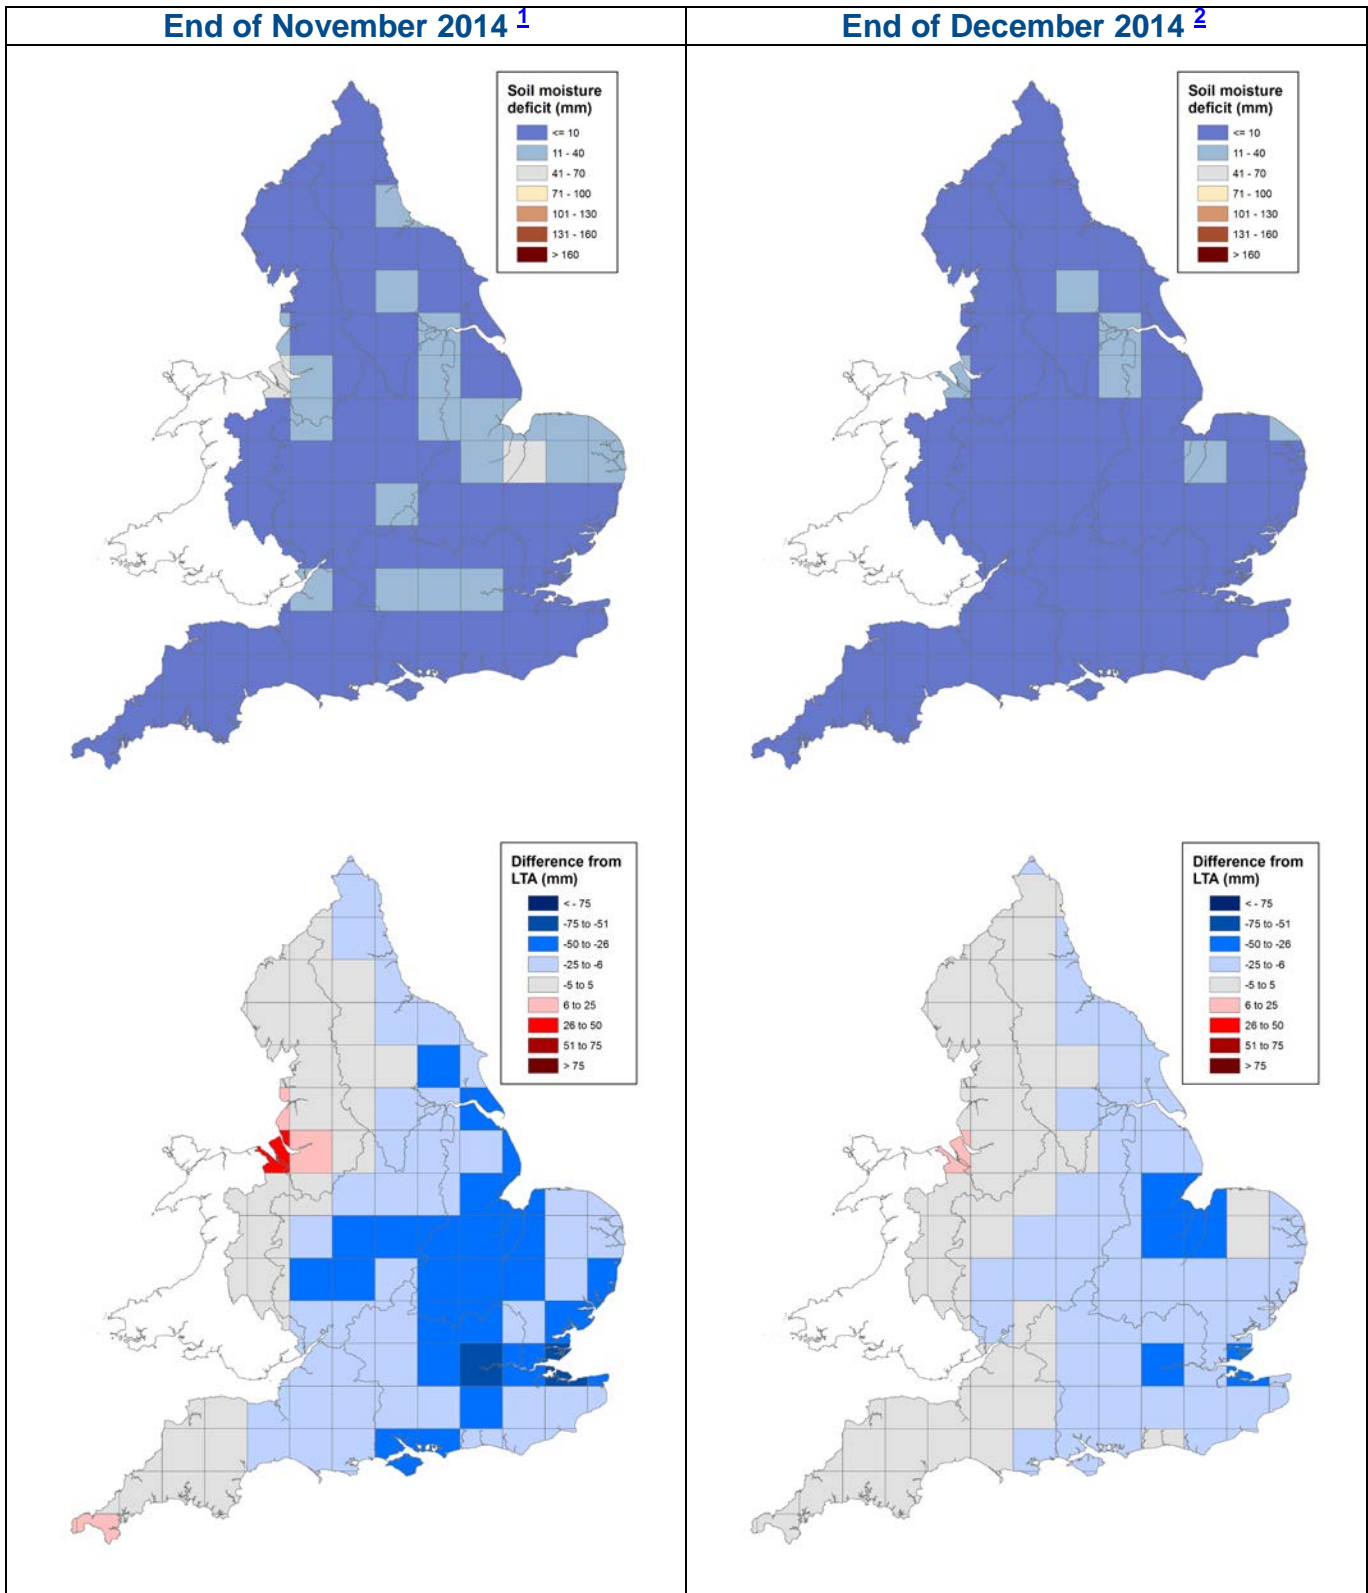 End of November 2014 1
End of December 2014 2
Soil moisture
deficit (mm)
<= 10
11 - 40
41 - 70
71 - 100
101 - 130
131 - 160
> 160
Soil moisture
deficit (mm)
<= 10
11 - 40
41 - 70
71 - 100
101 - 130
131 - 160
> 160
Difference from
LTA (mm)
< - 75
-75 to -51
-50 to -26
-25 to -6
-5 to 5
6 to 25
26 to 50
51 to 75
> 75
Difference from
LTA (mm)
< - 75
-75 to -51
-50 to -26
-25 to -6
-5 to 5
6 to 25
26 to 50
51 to 75
> 75